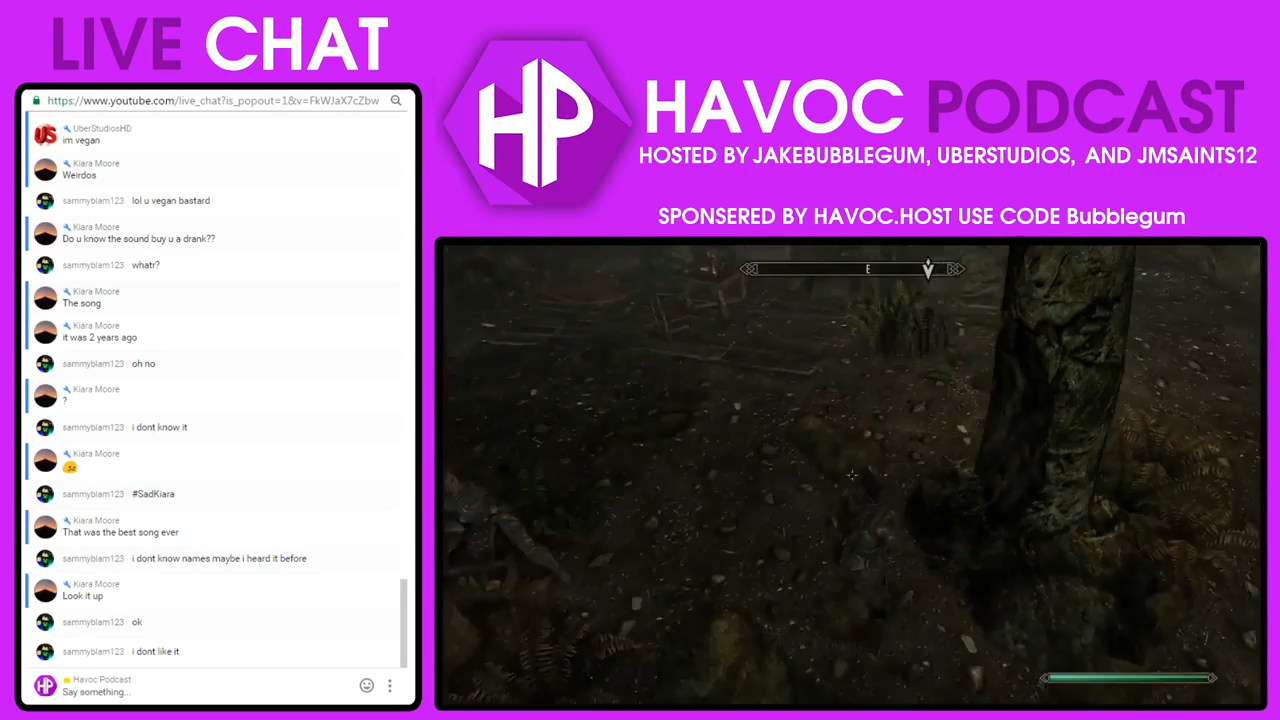 LIVE CHAT
https://www.youtube.com/live_chat?is_popout=1&v=FkWJaX7cZbw
US
UberStudiosHD
im vegan
Kiara Moore
Weirdos
sammyblam123 lol u vegan bastard
Kiara Moore
Do u know the sound buy u a drank??
sammyblam123 whatr?
Kiara Moore
The song
Kiara Moore
it was 2 years ago
sammyblam123 oh no
Kiara Moore
?
sammyblam123 i dont know it
Kiara Moore
sammyblam123 #SadKiara
Kiara Moore
That was the best song ever
sammyblam123 i dont know names maybe i heard it before
Kiara Moore
Look it up
sammyblam123 ok
sammyblam123 i dont like it
HP
Havoc Podcast
Say something...
HP
HAVOC PODCAST
HOSTED BY JAKEBUBBLEGUM, UBERSTUDIOS, AND JMSAINTS12
SPONSERED BY HAVOC.HOST USE CODE Bubblegum
E